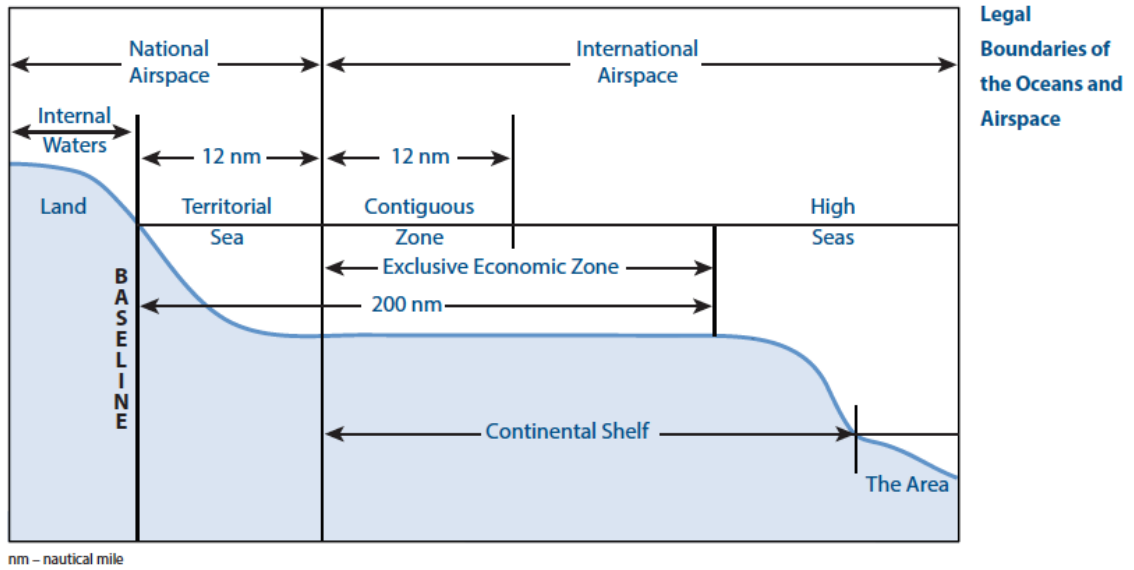 Legal
Boundaries of
the Oceans and
Airspace
National
Airspace
International
Airspace
Internal
Waters
12 nm
12 nm
Land
Territorial
Sea
Contiguous
Zone
High
Seas
Exclusive Economic Zone
200 nm
BASELINE
Continental Shelf
The Area
nm – nautical mile